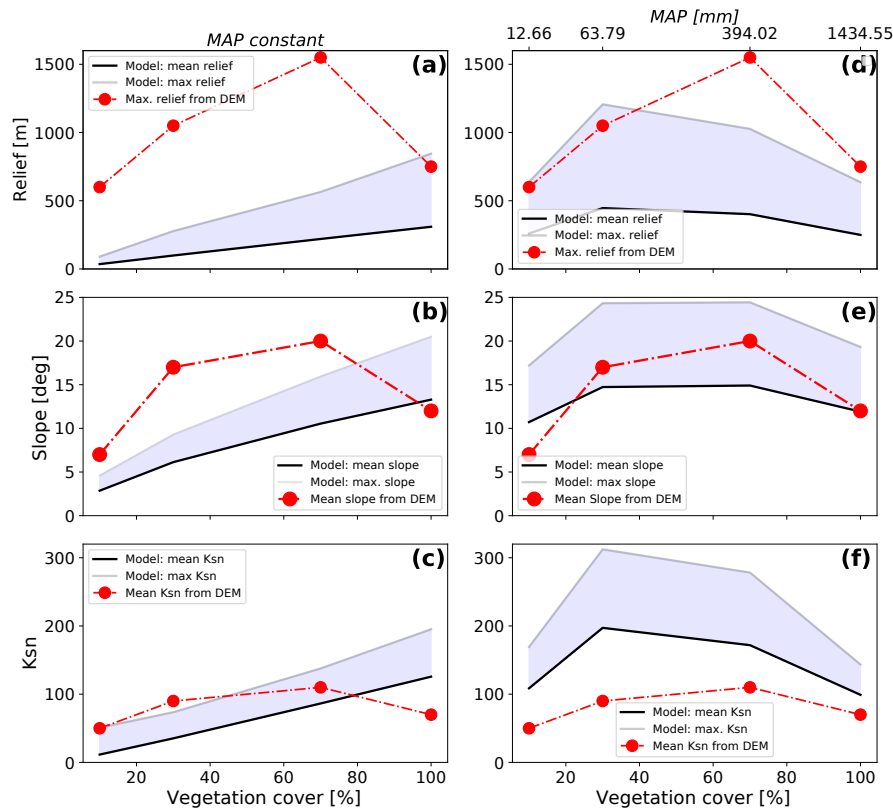 MAP [mm]
12.66 63.79 394.02 1434.55
MAP constant
(a)
Model: mean relief
Model: max relief
Max. relief from DEM
Relief [m]
1500
1000
500
0
(d)
Model: mean relief
Model: max. relief
Max. relief from DEM
1500
1000
500
0
(b)
Model: mean slope
Model: max. slope
Mean slope from DEM
Slope [deg]
25
20
15
10
5
0
(e)
Model: mean slope
Model: max slope
Mean Slope from DEM
25
20
15
10
5
0
(c)
Model: mean Ksn
Model: max Ksn
Mean Ksn from DEM
Ksn
300
200
100
0
20 40 60 80 100
Vegetation cover [%]
(f)
Model: mean Ksn
Model: max. Ksn
Mean Ksn from DEM
300
200
100
0
20 40 60 80 100
Vegetation cover [%]